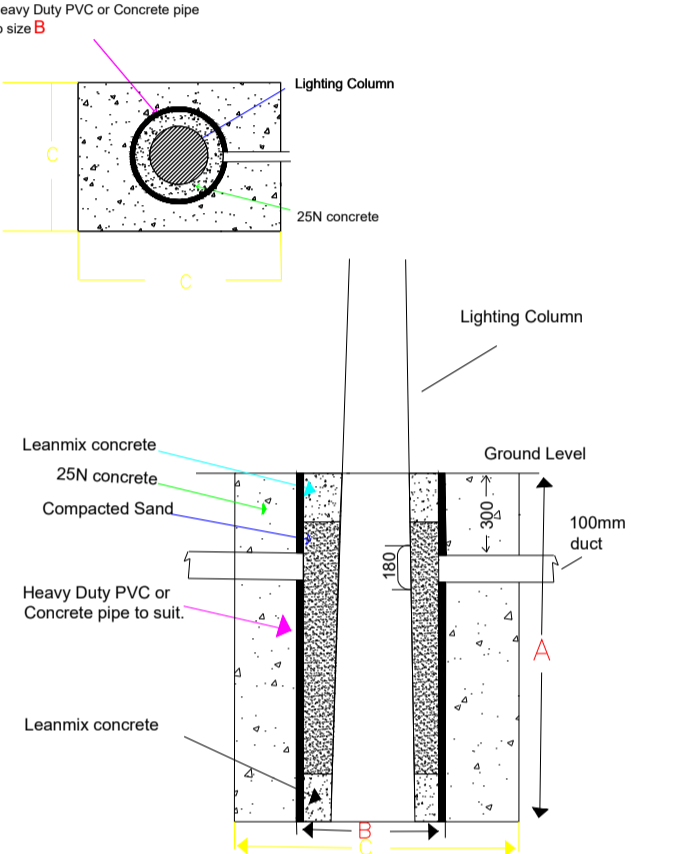 eavy Duty PVC or Concrete pipe
o size B
Lighting Column
C
25N concrete
C
Lighting Column
Leanmix concrete
Ground Level
25N concrete
Compacted Sand
300
100mm
duct
180
Heavy Duty PVC or
Concrete pipe to suit.
A
Leanmix concrete
B
C